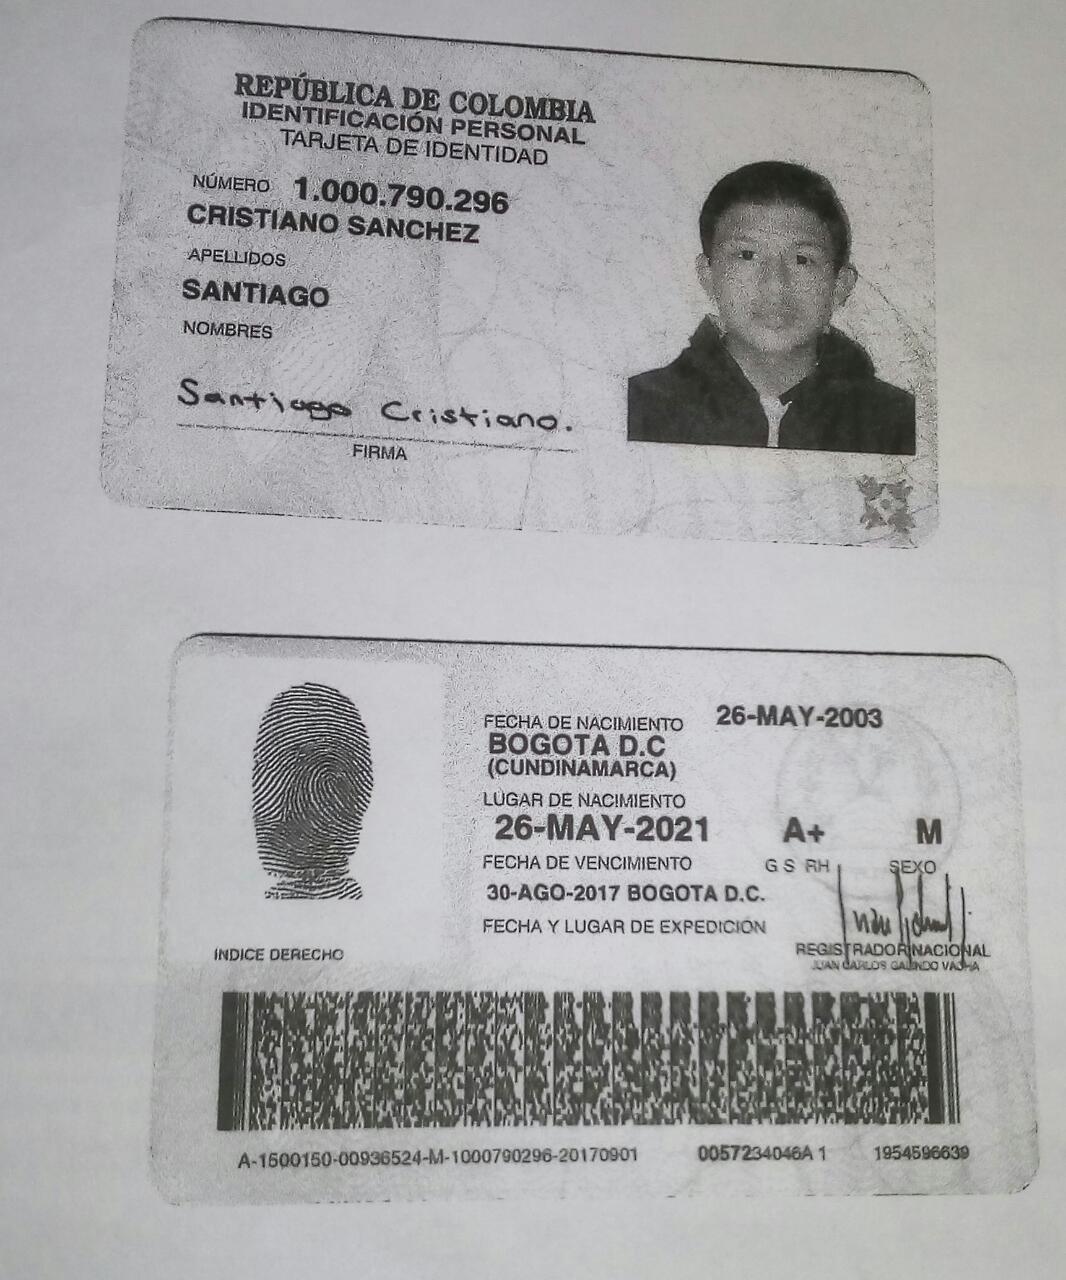 REPÚBLICA DE COLOMBIA
IDENTIFICACIÓN PERSONAL
TARJETA DE IDENTIDAD
NÚMERO 1.000.790.296
CRISTIANO SANCHEZ
APELLIDOS
SANTIAGO
NOMBRES
Santiago Cristiano.
FIRMA
FECHA DE NACIMIENTO 26-MAY-2003
BOGOTA D.C
(CUNDINAMARCA)
LUGAR DE NACIMIENTO
26-MAY-2021 A+ M
FECHA DE VENCIMIENTO G S RH SEXO
30-AGO-2017 BOGOTA D.C.
FECHA Y LUGAR DE EXPEDICIÓN
INDICE DERECHO
REGISTRADOR NACIONAL
JUAN CARLOS GALINDO VACHA
A-1500150-00936524-M-1000790296-20170901 0057234046A 1 1954596639